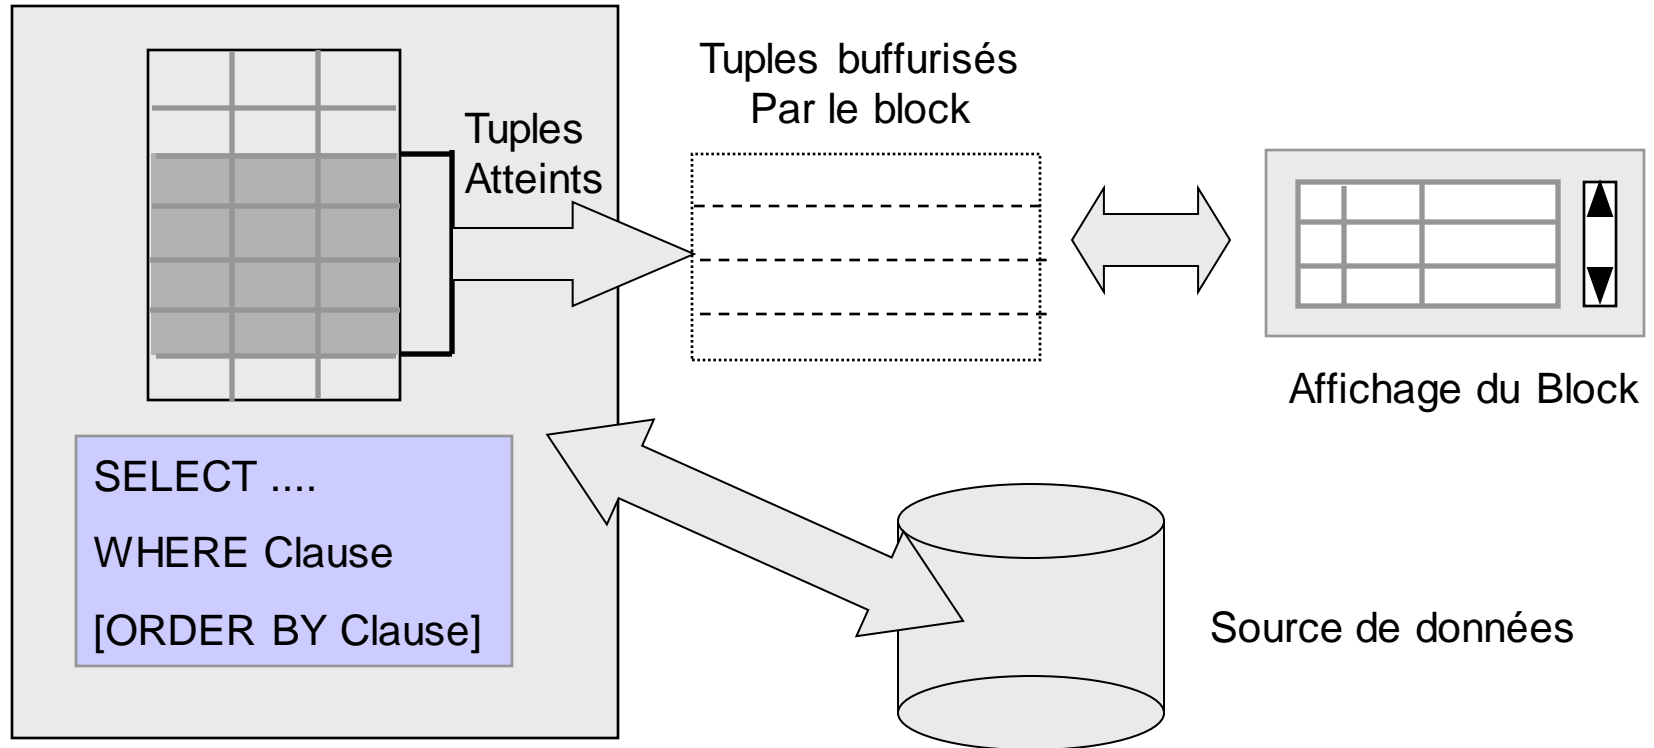 Tuples buffurisés
Par le block
Tuples
Atteints
Affichage du Block
SELECT ....
WHERE Clause
[ORDER BY Clause]
Source de données